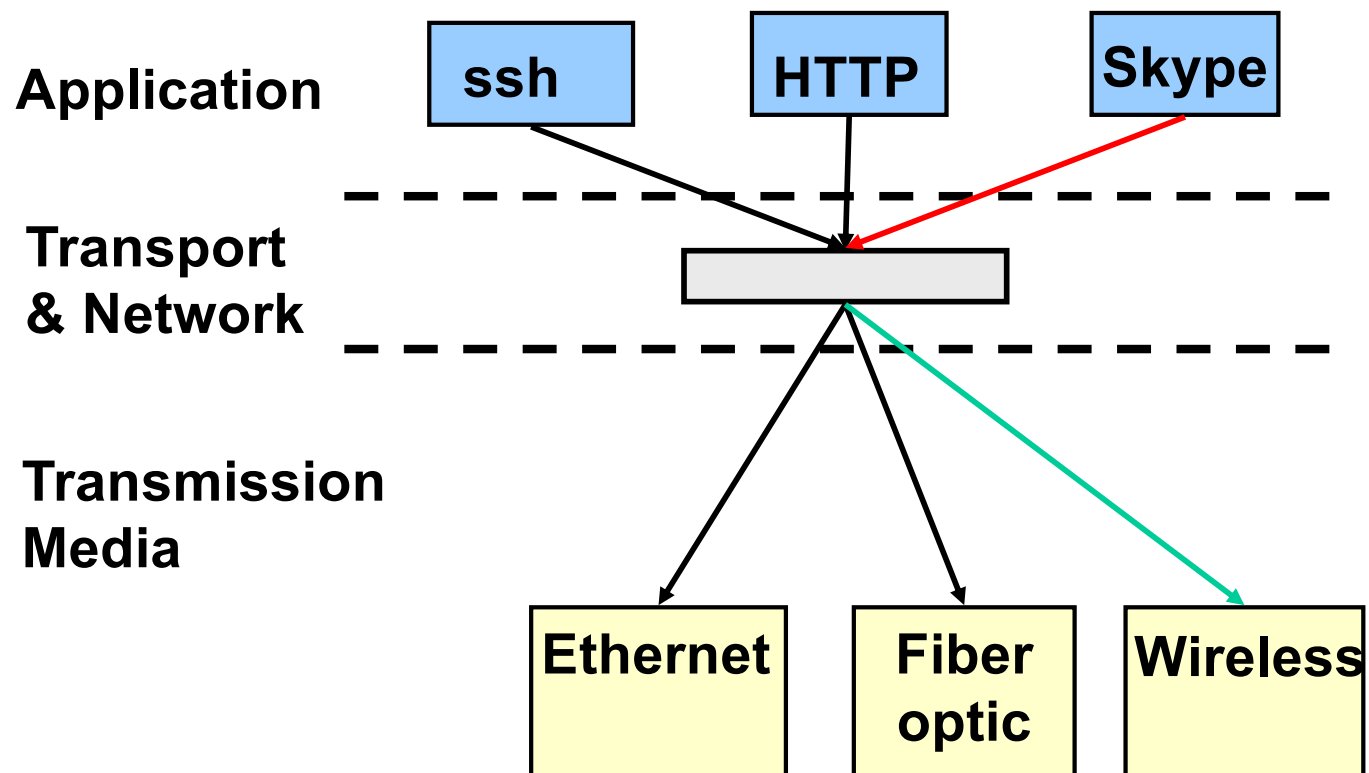 Application
ssh
HTTP
Skype
Transport
& Network
Transmission
Media
Ethernet
Fiber
optic
Wireless